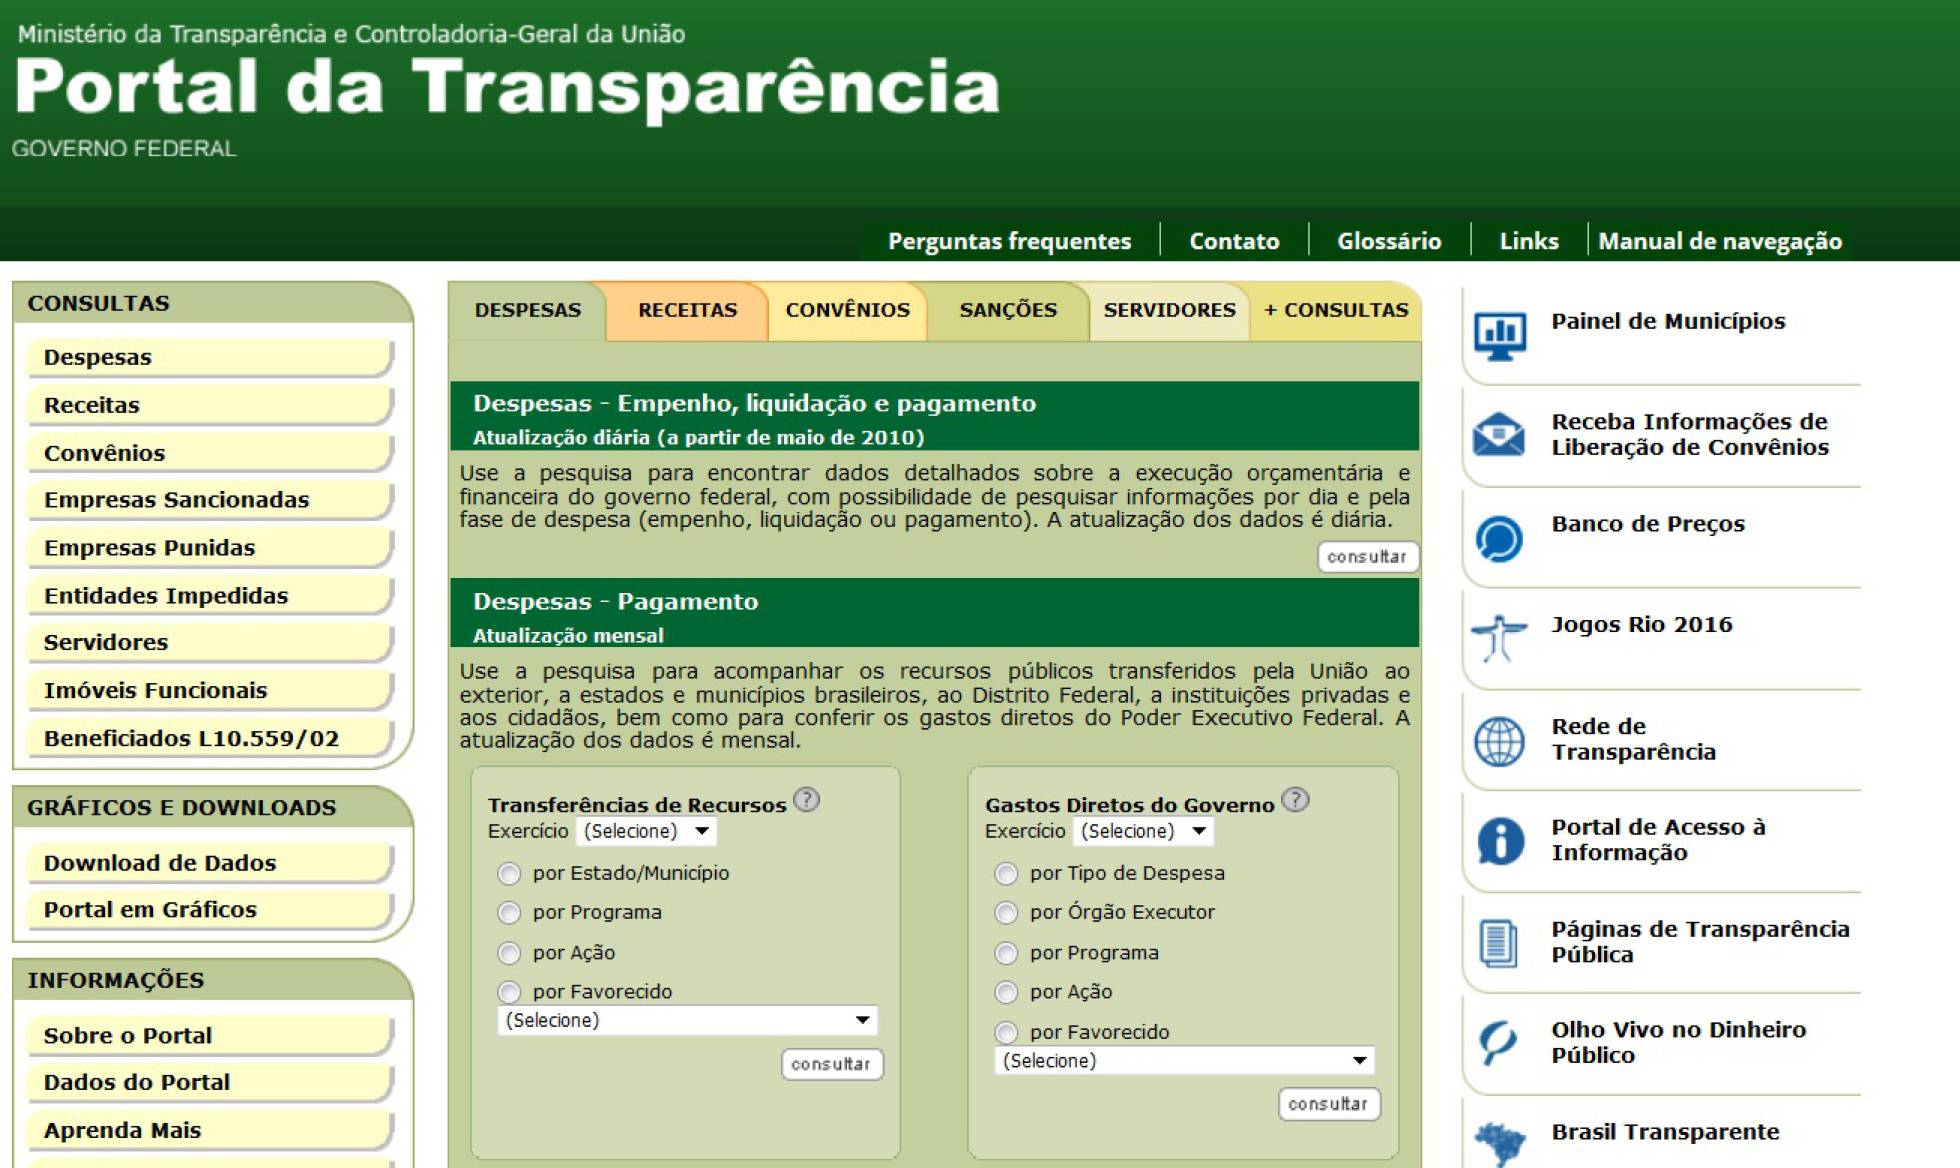 Ministério da Transparência e Controladoria-Geral da União
Portal da Transparência
GOVERNO FEDERAL
Perguntas frequentes
Contato
Glossário
Links
Manual de navegação
CONSULTAS
Despesas
Receitas
Convênios
Empresas Sancionadas
Empresas Punidas
Entidades Impedidas
Servidores
Imóveis Funcionais
Beneficiados L10.559/02
GRÁFICOS E DOWNLOADS
Download de Dados
Portal em Gráficos
INFORMAÇÕES
Sobre o Portal
Dados do Portal
Aprenda Mais
DESPESAS
RECEITAS
CONVÊNIOS
SANÇÕES
SERVIDORES
+ CONSULTAS
Despesas - Empenho, liquidação e pagamento
Atualização diária (a partir de maio de 2010)
Use a pesquisa para encontrar dados detalhados sobre a execução orçamentária e
financeira do governo federal, com possibilidade de pesquisar informações por dia e pela
fase de despesa (empenho, liquidação ou pagamento). A atualização dos dados é diária.
consultar
Despesas - Pagamento
Atualização mensal
Use a pesquisa para acompanhar os recursos públicos transferidos pela União ao
exterior, a estados e municípios brasileiros, ao Distrito Federal, a instituições privadas e
aos cidadãos, bem como para conferir os gastos diretos do Poder Executivo Federal. A
atualização dos dados é mensal.
Transferências de Recursos ?
Exercício (Selecione)
por Estado/Município
por Programa
por Ação
por Favorecido
(Selecione)
consultar
Gastos Diretos do Governo ?
Exercício (Selecione)
por Tipo de Despesa
por Órgão Executor
por Programa
por Ação
por Favorecido
(Selecione)
consultar
Painel de Municípios
Receba Informações de
Liberação de Convênios
Banco de Preços
Jogos Rio 2016
Rede de
Transparência
Portal de Acesso à
Informação
Páginas de Transparência
Pública
Olho Vivo no Dinheiro
Público
Brasil Transparente